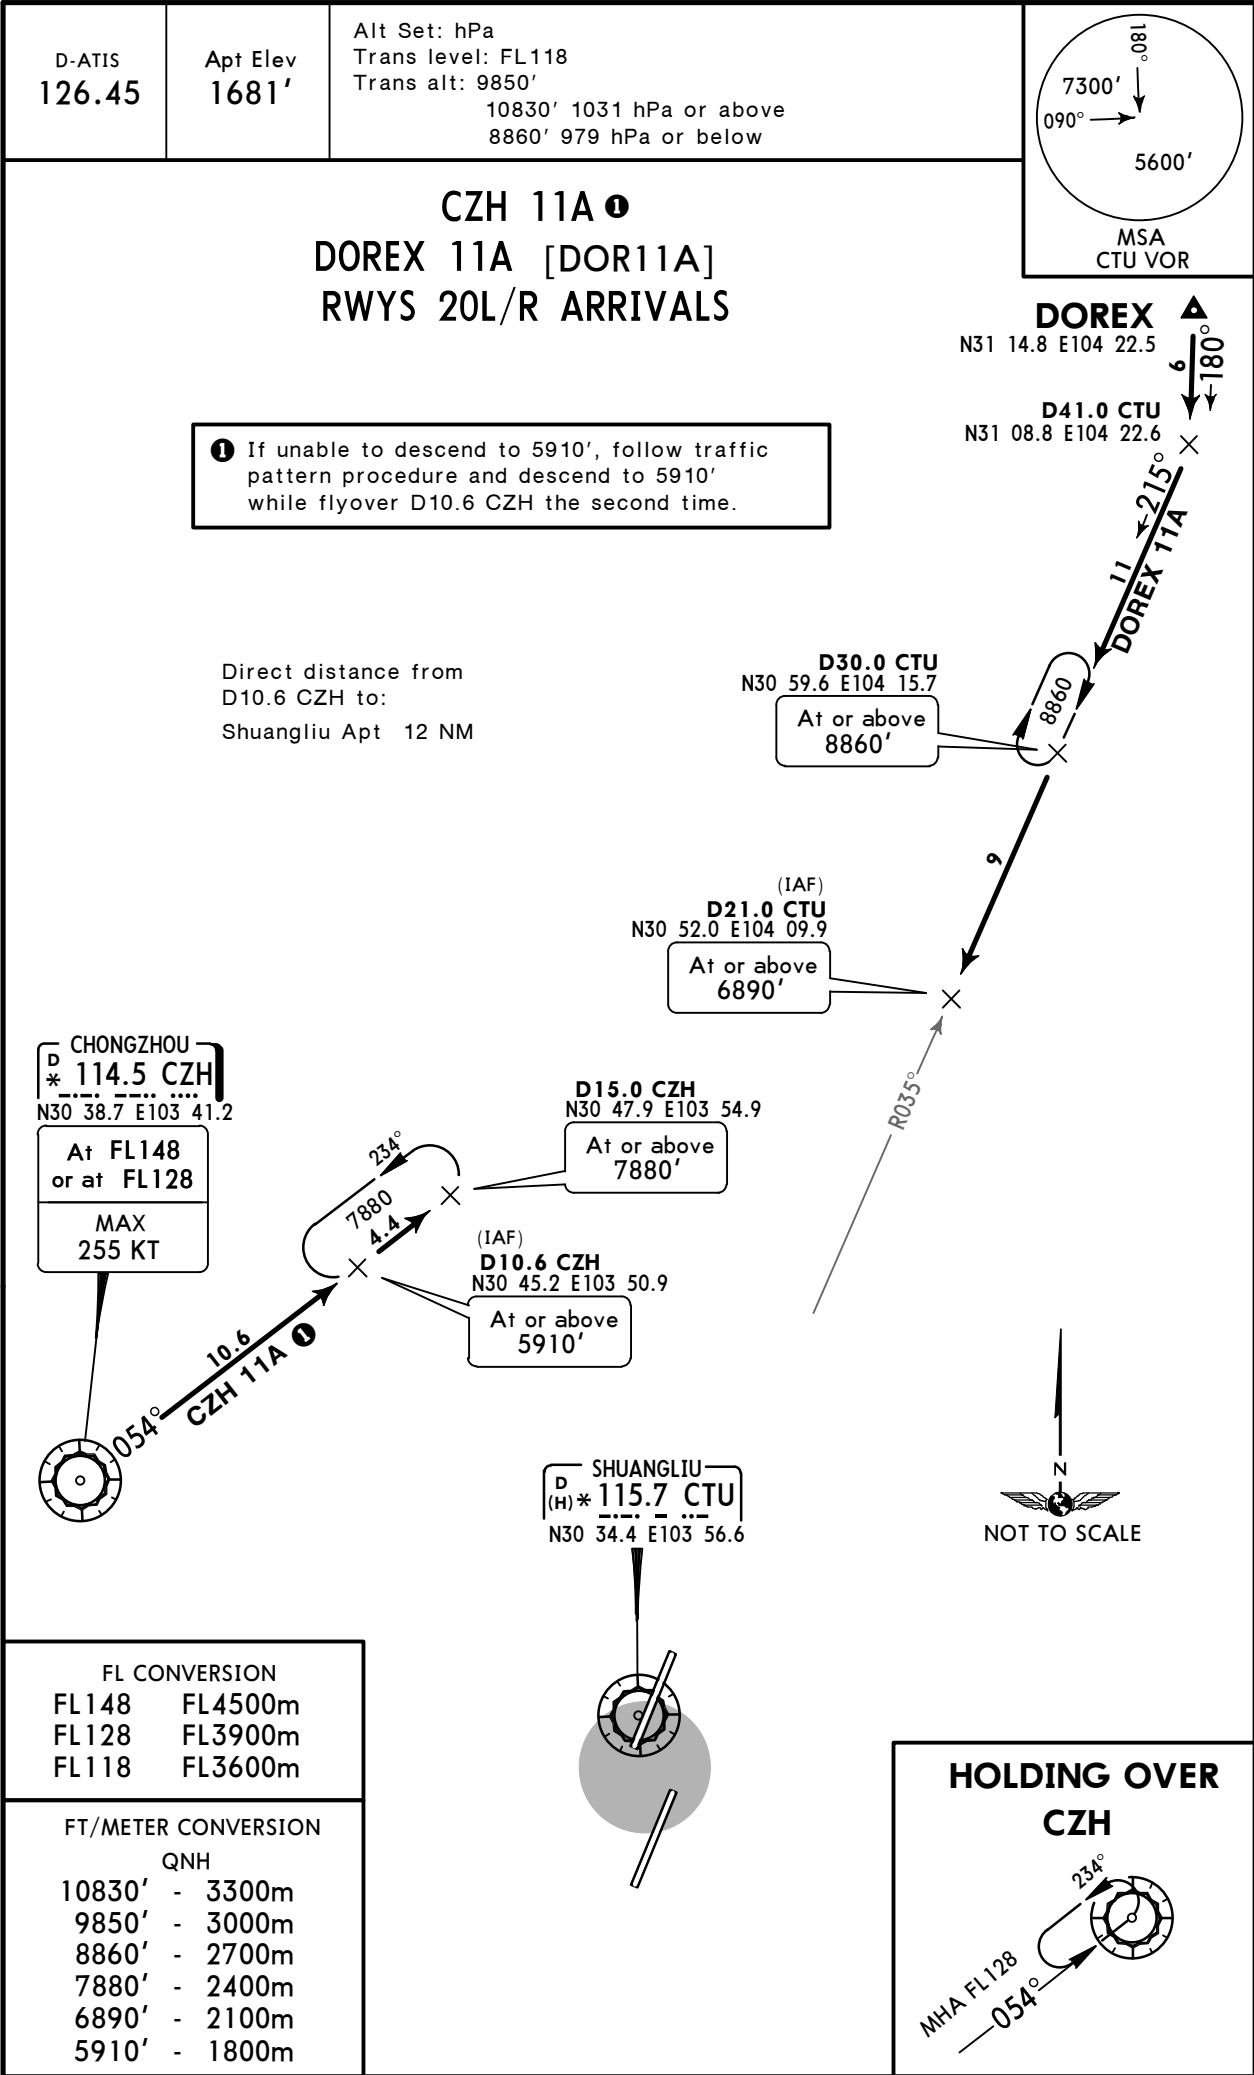 D-ATIS
126.45
Apt Elev
1681'
Alt Set: hPa
Trans level: FL118
Trans alt: 9850'
10830' 1031 hPa or above
8860' 979 hPa or below
180°
7300'
090°
5600'
MSA
CTU VOR
CZH 11A ❶
DOREX 11A [DOR11A]
RWYS 20L/R ARRIVALS
DOREX
N31 14.8 E104 22.5
6
180°
D41.0 CTU
N31 08.8 E104 22.6
❶ If unable to descend to 5910', follow traffic
pattern procedure and descend to 5910'
while flyover D10.6 CZH the second time.
215°
11
DOREX 11A
Direct distance from
D10.6 CZH to:
Shuangliu Apt 12 NM
D30.0 CTU
N30 59.6 E104 15.7
At or above
8860'
8860
9
(IAF)
D21.0 CTU
N30 52.0 E104 09.9
At or above
6890'
R035°
CHONGZHOU
D
* 114.5 CZH
N30 38.7 E103 41.2
At FL148
or at FL128
MAX
255 KT
D15.0 CZH
N30 47.9 E103 54.9
At or above
7880'
234°
7880
4.4
(IAF)
D10.6 CZH
N30 45.2 E103 50.9
At or above
5910'
10.6
CZH 11A ❶
054°
SHUANGLIU
D
(H) * 115.7 CTU
N30 34.4 E103 56.6
N
NOT TO SCALE
FL CONVERSION
FL148 FL4500m
FL128 FL3900m
FL118 FL3600m
FT/METER CONVERSION
QNH
10830' - 3300m
9850' - 3000m
8860' - 2700m
7880' - 2400m
6890' - 2100m
5910' - 1800m
HOLDING OVER
CZH
234°
MHA FL128
054°